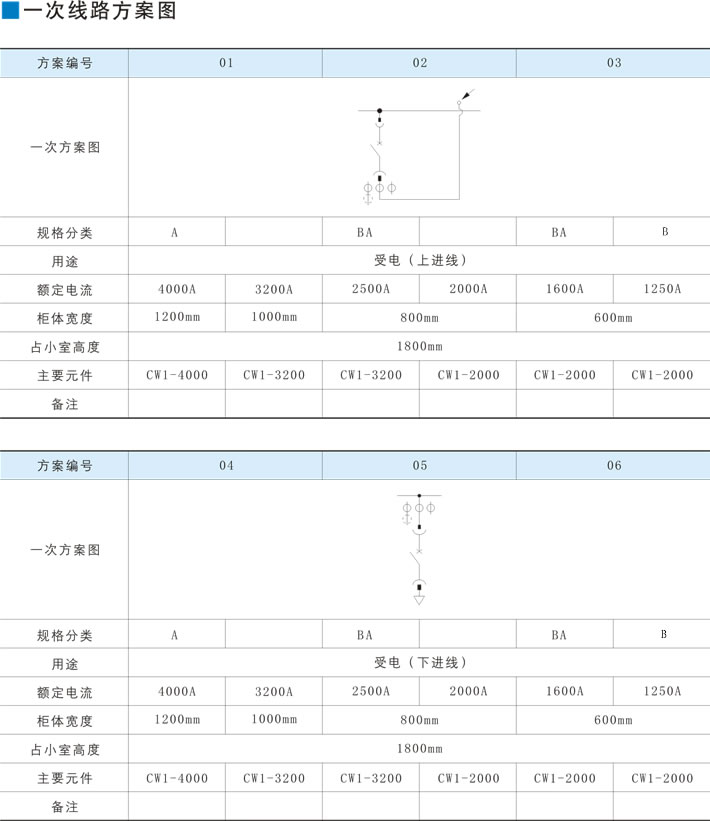 一次线路方案图
方案编号 01 02 03
一次方案图
规格分类 A BA BA B
用途 受电（上进线）
额定电流 4000A 3200A 2500A 2000A 1600A 1250A
柜体宽度 1200mm 1000mm 800mm 600mm
占小室高度 1800mm
主要元件 CW1-4000 CW1-3200 CW1-3200 CW1-2000 CW1-2000 CW1-2000
备注
方案编号 04 05 06
一次方案图
规格分类 A BA BA B
用途 受电（下进线）
额定电流 4000A 3200A 2500A 2000A 1600A 1250A
柜体宽度 1200mm 1000mm 800mm 600mm
占小室高度 1800mm
主要元件 CW1-4000 CW1-3200 CW1-3200 CW1-2000 CW1-2000 CW1-2000
备注